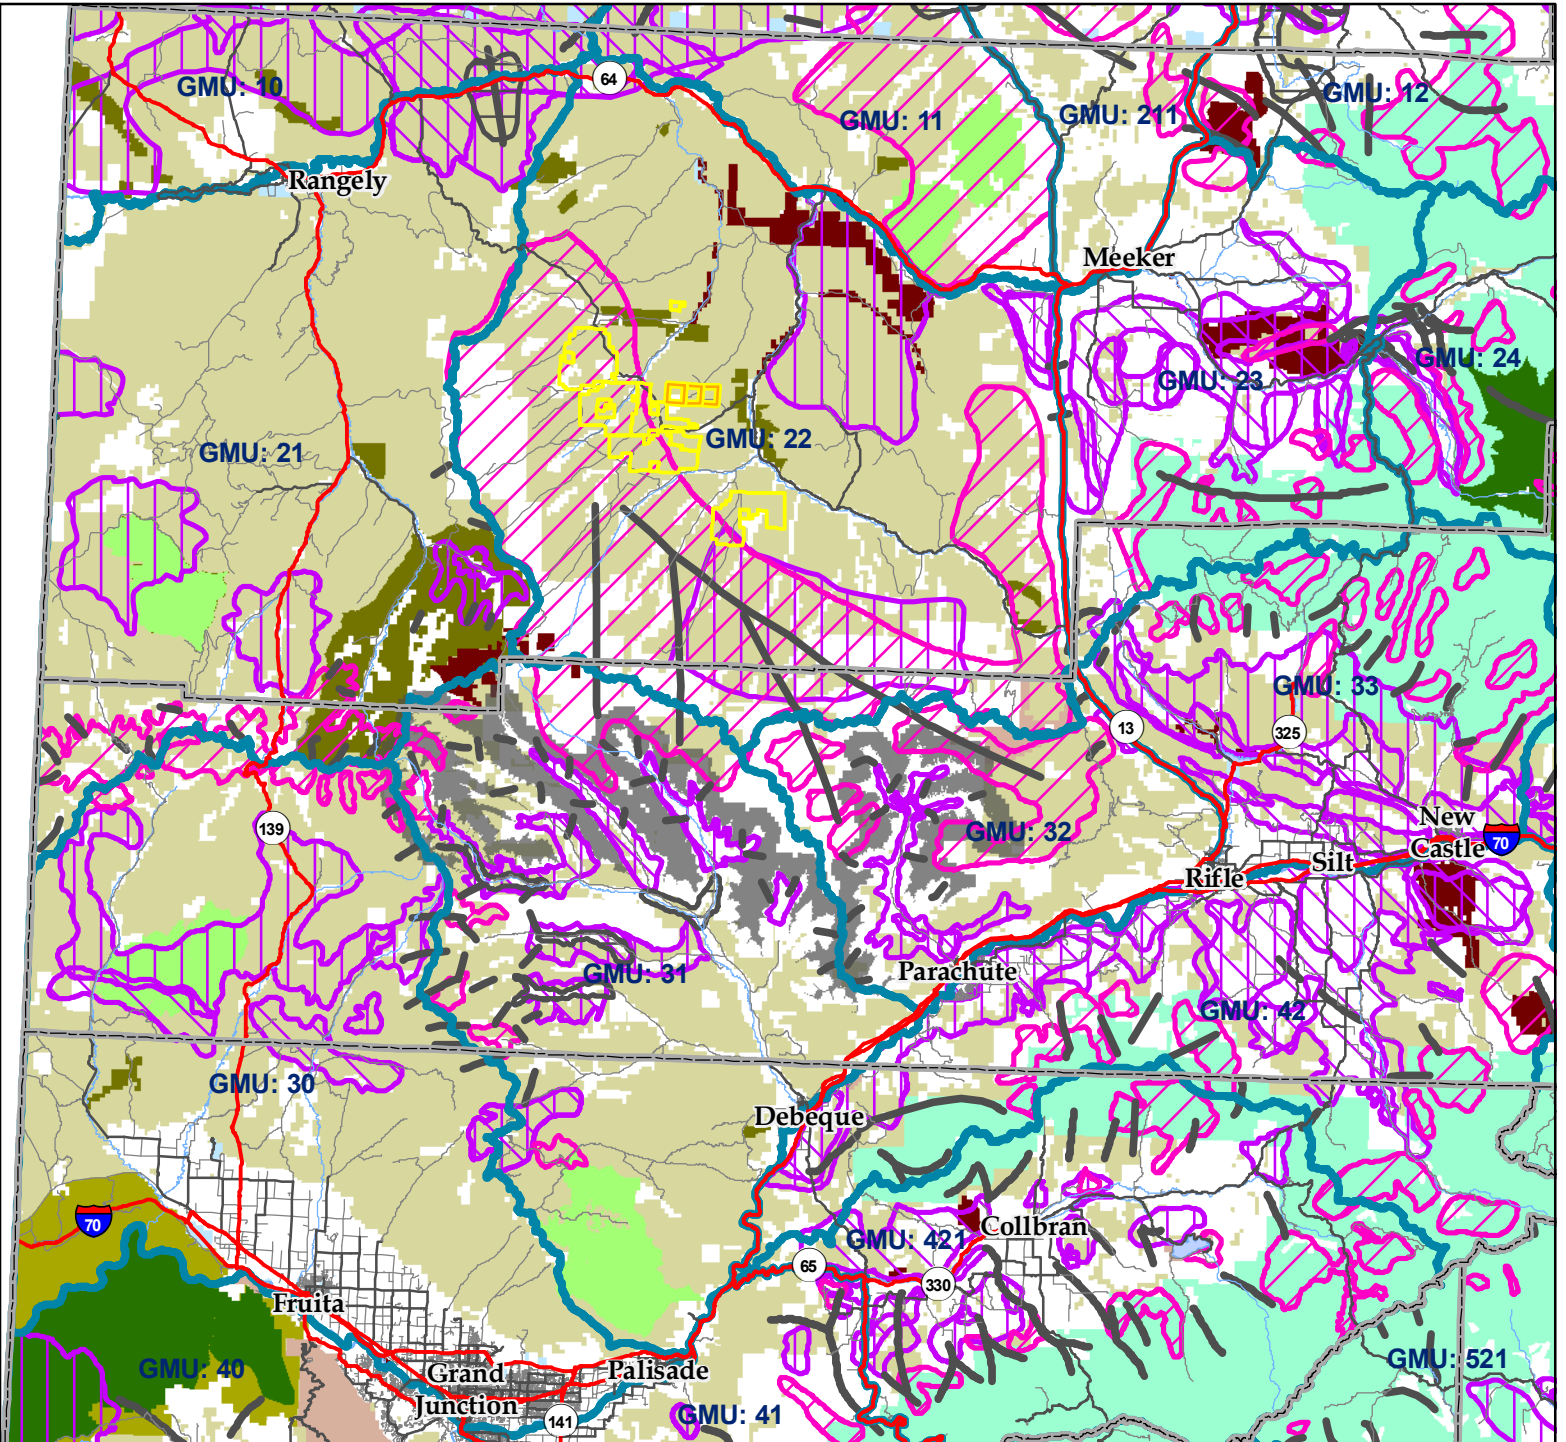 64
GMU: 10
GMU: 12
GMU: 11
GMU: 211
Rangely
Meeker
GMU: 24
GMU: 23
GMU: 22
GMU: 21
GMU: 33
13
325
139
New
Castle
70
GMU: 32
Silt
Rifle
Parachute
GMU: 31
GMU: 42
GMU: 30
Debeque
70
Collbran
GMU: 421
65
330
Fruita
GMU: 40
Grand
Junction
Palisade
GMU: 521
GMU: 41
141